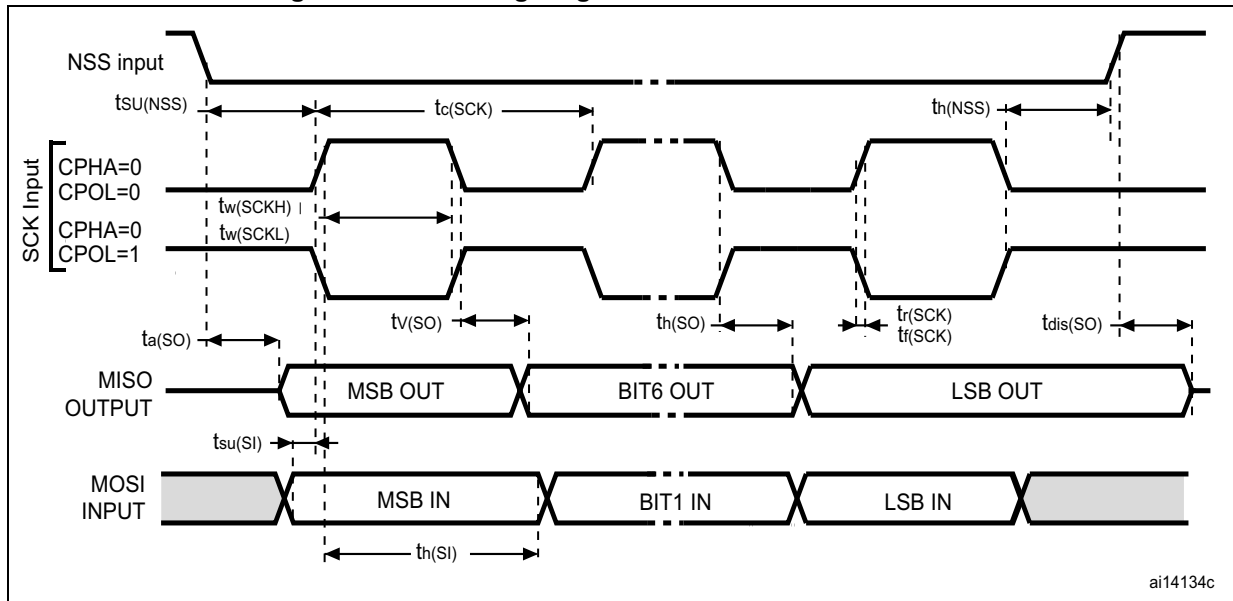 NSS input
tSU(NSS)
tc(SCK)
th(NSS)
SCK Input
CPHA=0
CPOL=0
tw(SCKH)
CPHA=0
tw(SCKL)
CPOL=1
ta(SO)
tV(SO)
th(SO)
tr(SCK)
tf(SCK)
tdis(SO)
MISO
OUTPUT
MSB OUT
BIT6 OUT
LSB OUT
tsu(SI)
MOSI
INPUT
MSB IN
BIT1 IN
LSB IN
th(SI)
ai14134c